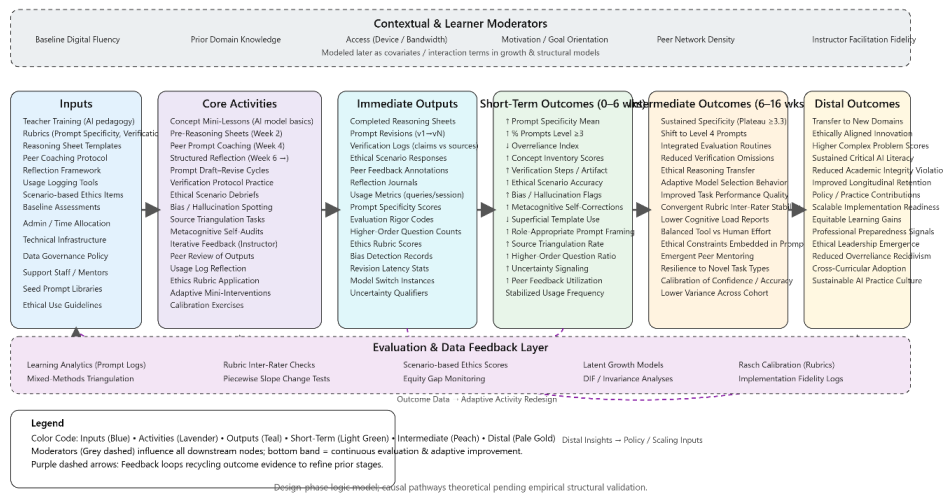 Contextual & Learner Moderators
Baseline Digital Fluency
Prior Domain Knowledge
Access (Device / Bandwidth)
Motivation / Goal Orientation
Peer Network Density
Instructor Facilitation Fidelity
Modeled later as covariates / interaction terms in growth & structural models
Inputs
Teacher Training (AI pedagogy)
Rubrics (Prompt Specificity, Verificatio
Reasoning Sheet Templates
Peer Coaching Protocol
Reflection Framework
Usage Logging Tools
Scenario-based Ethics Items
Baseline Assessments
Admin / Time Allocation
Technical Infrastructure
Data Governance Policy
Support Staff / Mentors
Seed Prompt Libraries
Ethical Use Guidelines
Core Activities
Concept Mini-Lessons (AI model basics)
Pre-Reasoning Sheets (Week 2)
Peer Prompt Coaching (Week 4)
Structured Reflection (Week 6 →)
Prompt Draft–Revise Cycles
Verification Protocol Practice
Ethical Scenario Debriefs
Bias / Hallucination Spotting
Source Triangulation Tasks
Metacognitive Self-Audits
Iterative Feedback (Instructor)
Peer Review of Outputs
Usage Log Reflection
Ethics Rubric Application
Adaptive Mini-Interventions
Calibration Exercises
Immediate Outputs
Completed Reasoning Sheets
Prompt Revisions (v1→vN)
Verification Logs (claims vs sources)
Ethical Scenario Responses
Peer Feedback Annotations
Reflection Journals
Usage Metrics (queries/session)
Prompt Specificity Scores
Evaluation Rigor Codes
Higher-Order Question Counts
Ethics Rubric Scores
Bias Detection Records
Revision Latency Stats
Model Switch Instances
Uncertainty Qualifiers
Short-Term Outcomes (0–6 wks)
↑ Prompt Specificity Mean
↑ % Prompts Level ≥3
↓ Overreliance Index
↑ Concept Inventory Scores
↑ Verification Steps / Artifact
↑ Ethical Scenario Accuracy
↑ Bias / Hallucination Flags
↑ Metacognitive Self-Corrections
↓ Superficial Template Use
↑ Role-Appropriate Prompt Framing
↑ Source Triangulation Rate
↑ Higher-Order Question Ratio
↑ Uncertainty Signaling
↑ Peer Feedback Utilization
Stabilized Usage Frequency
Intermediate Outcomes (6–16 wks
Sustained Specificity (Plateau ≥3.3)
Shift to Level 4 Prompts
Integrated Evaluation Routines
Reduced Verification Omissions
Ethical Reasoning Transfer
Adaptive Model Selection Behavior
Improved Task Performance Quality
Convergent Rubric Inter-Rater Stabil
Lower Cognitive Load Reports
Balanced Tool vs Human Effort
Ethical Constraints Embedded in Promp
Emergent Peer Mentoring
Resilience to Novel Task Types
Calibration of Confidence / Accuracy
Lower Variance Across Cohort
Distal Outcomes
Transfer to New Domains
Ethically Aligned Innovation
Higher Complex Problem Scores
Sustained Critical AI Literacy
Reduced Academic Integrity Violatio
Improved Longitudinal Retention
Policy / Practice Contributions
Scalable Implementation Readiness
Equitable Learning Gains
Professional Preparedness Signals
Ethical Leadership Emergence
Reduced Overreliance Recidivism
Cross-Curricular Adoption
Sustainable AI Practice Culture
Evaluation & Data Feedback Layer
Learning Analytics (Prompt Logs)
Rubric Inter-Rater Checks
Scenario-based Ethics Scores
Latent Growth Models
Rasch Calibration (Rubrics)
Mixed-Methods Triangulation
Piecewise Slope Change Tests
Equity Gap Monitoring
DIF / Invariance Analyses
Implementation Fidelity Logs
Outcome Data → Adaptive Activity Redesign
Legend
Color Code: Inputs (Blue) • Activities (Lavender) • Outputs (Teal) • Short-Term (Light Green) • Intermediate (Peach) • Distal (Pale Gold)
Distal Insights → Policy / Scaling Inputs
Moderators (Grey dashed) influence all downstream nodes; bottom band = continuous evaluation & adaptive improvement.
Purple dashed arrows: Feedback loops recycling outcome evidence to refine prior stages.
Design-phase logic model; causal pathways theoretical pending empirical structural validation.